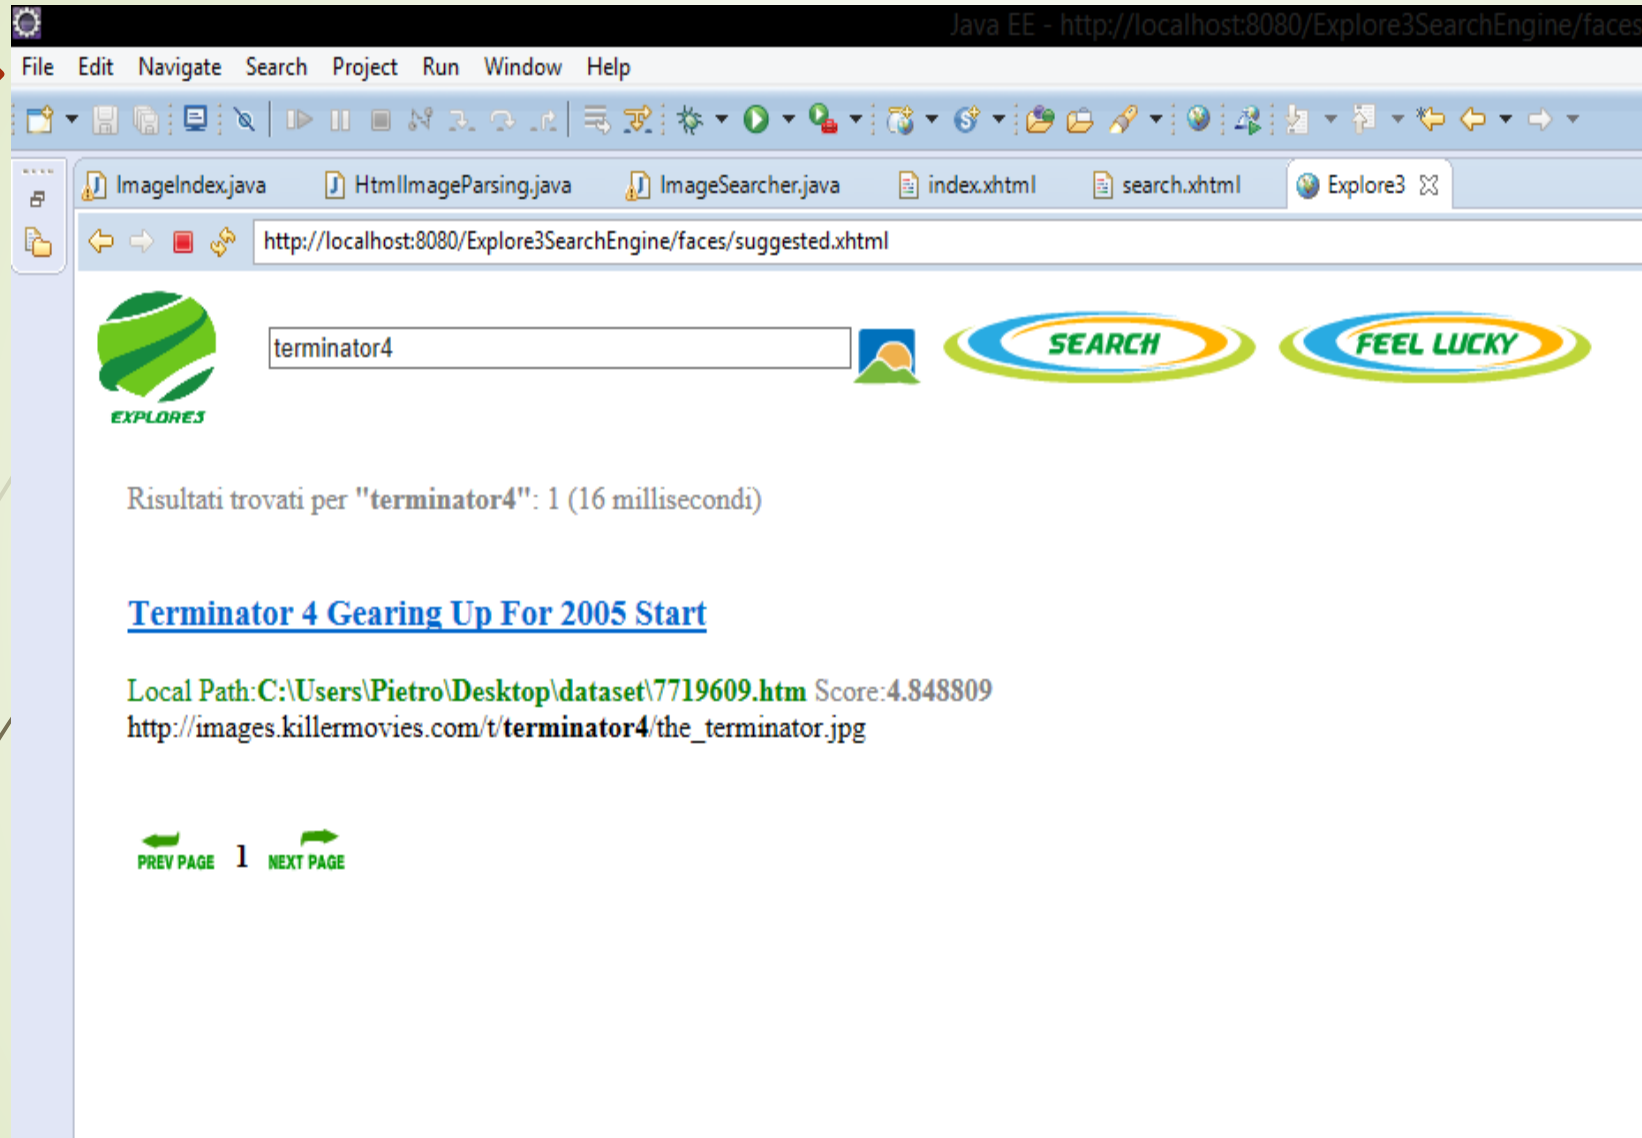 Java EE - http://localhost:8080/Explore3SearchEngine/faces
File Edit Navigate Search Project Run Window Help
ImageIndex.java HtmlImageParsing.java ImageSearcher.java index.xhtml search.xhtml Explore3
http://localhost:8080/Explore3SearchEngine/faces/suggested.xhtml
terminator4 SEARCH FEEL LUCKY
EXPLORE3
Risultati trovati per "terminator4": 1 (16 millisecondi)
Terminator 4 Gearing Up For 2005 Start
Local Path:C:\Users\Pietro\Desktop\dataset\7719609.htm Score:4.848809
http://images.killermovies.com/t/terminator4/the_terminator.jpg
PREV PAGE 1 NEXT PAGE